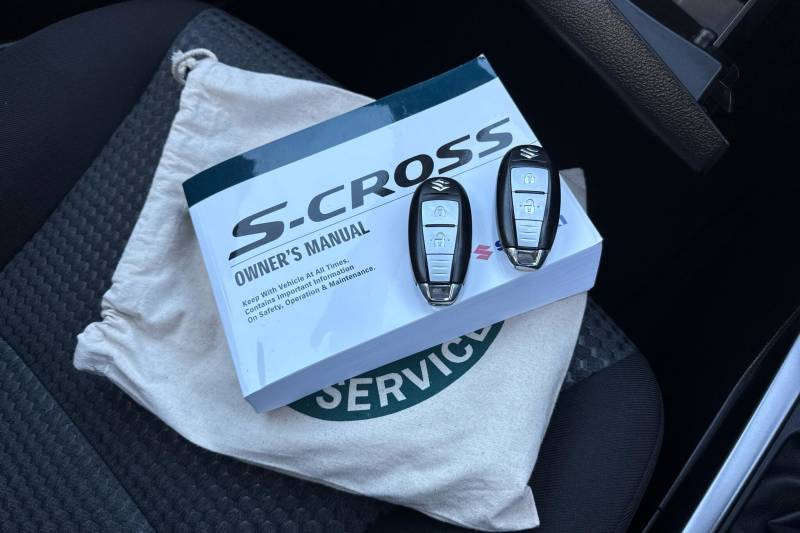 S-CROSS
OWNER'S MANUAL
Keep With Vehicle At All Times.
Contains Important Information
On Safety, Operation & Maintenance.
SERVICE